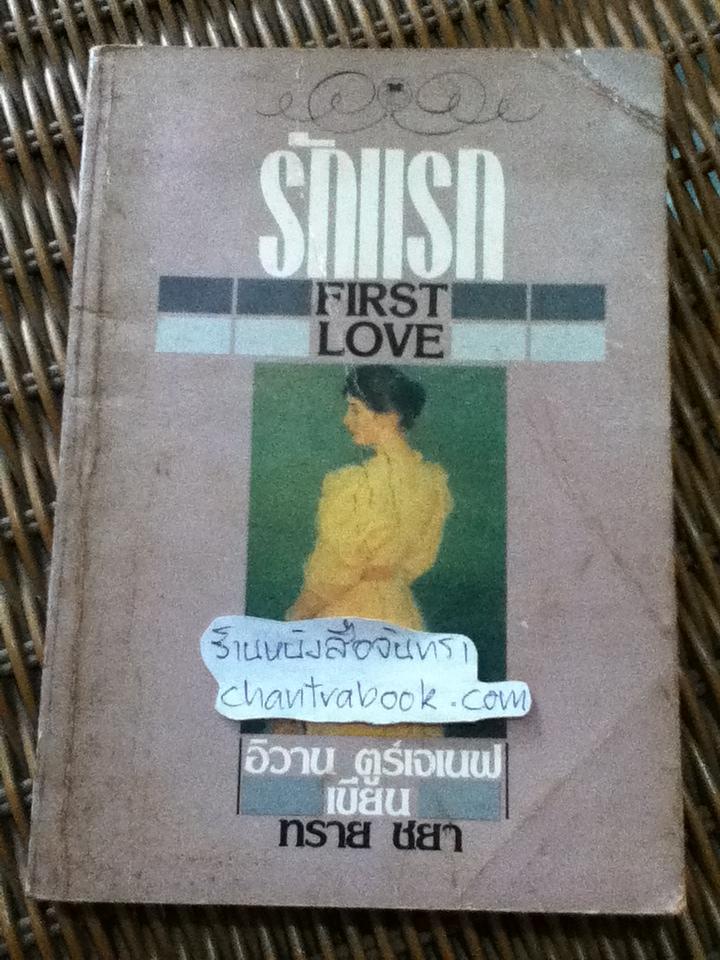 รักแรก
FIRST
LOVE
ร้านหนังสือจันทรา
chantrabook.com
อิวาน ตูร์เจเนฟ
เขียน
ทราย ชยา